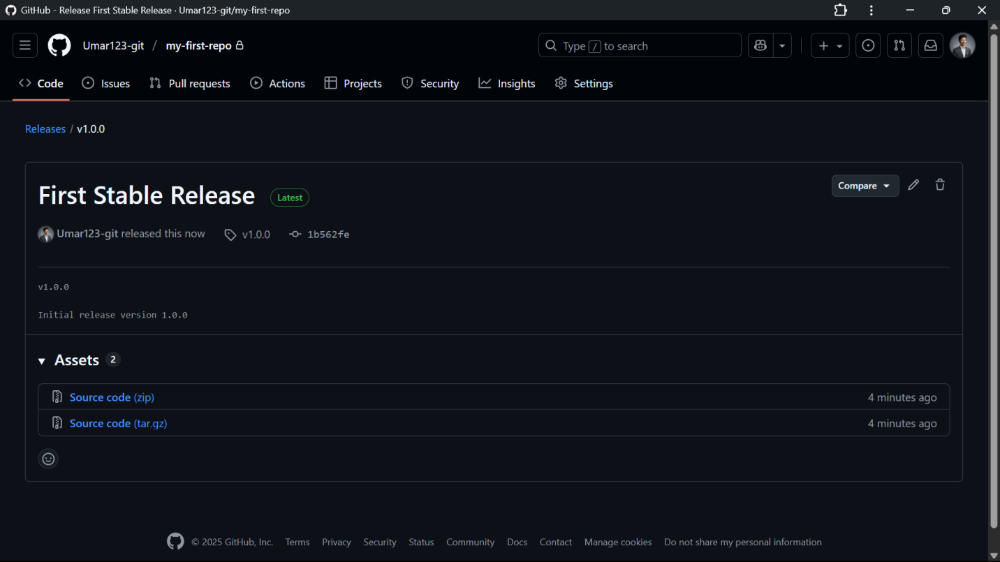 GitHub - Release First Stable Release · Umar123-git/my-first-repo
Umar123-git / my-first-repo
Type / to search
Code Issues Pull requests Actions Projects Security Insights Settings
Releases / v1.0.0
First Stable Release Latest
Compare
Umar123-git released this now v1.0.0 1b562fe
v1.0.0
Initial release version 1.0.0
Assets 2
Source code (zip) 4 minutes ago
Source code (tar.gz) 4 minutes ago
© 2025 GitHub, Inc. Terms Privacy Security Status Community Docs Contact Manage cookies Do not share my personal information